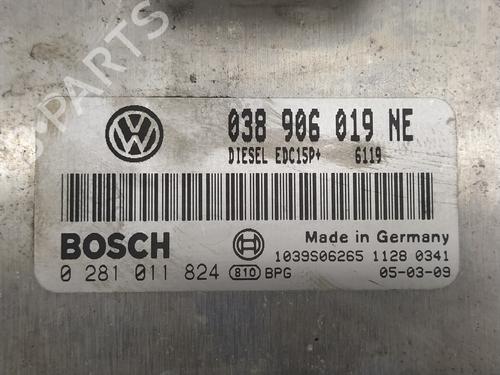 PARTS
VW
038 906 019 NE
DIESEL EDC15P+ 6119
BOSCH
Made in Germany
1039S06265 1128 0341
0 281 011 824 810 BPG
05-03-09